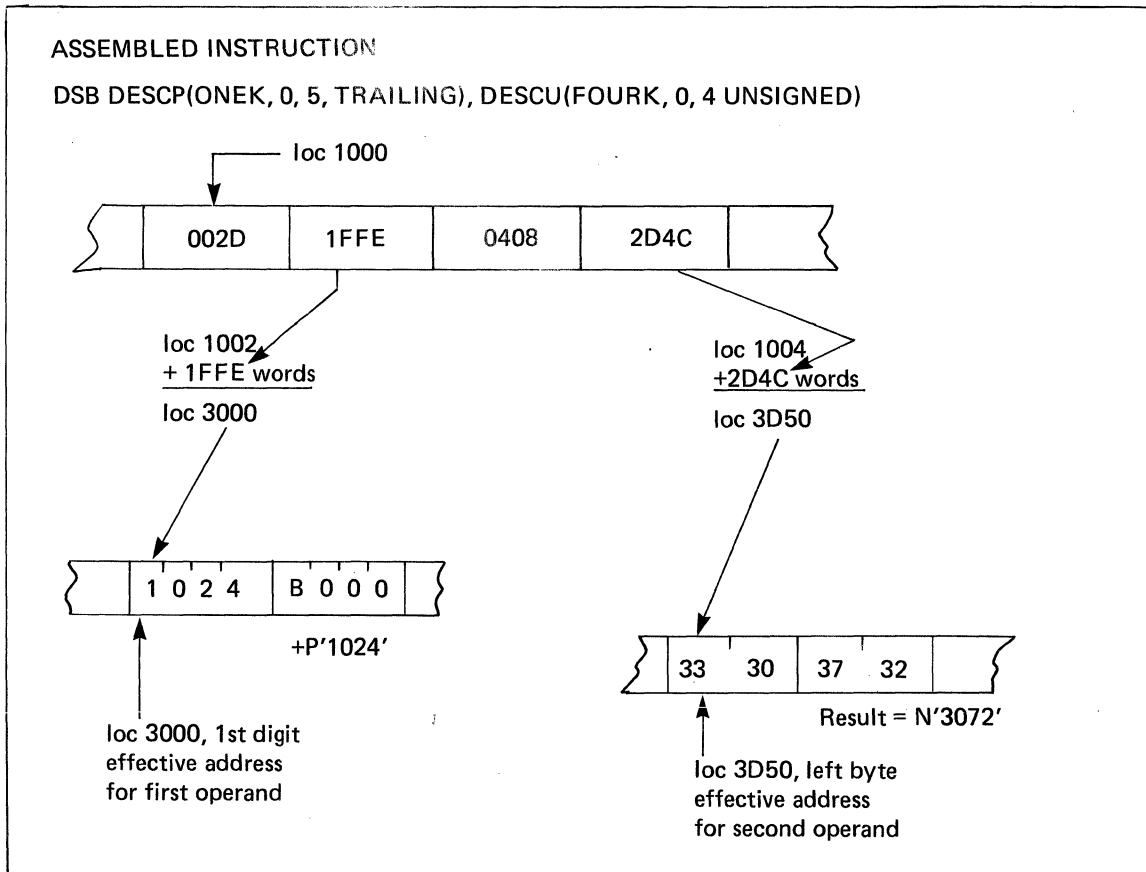 ASSEMBLED INSTRUCTION
DSB DESCP(ONEK, 0, 5, TRAILING), DESCU(FOURK, 0, 4 UNSIGNED)
loc 1000
002D 1FFE 0408 2D4C
loc 1002
+ 1FFE words
loc 3000
loc 1004
+2D4C words
loc 3D50
1 0 2 4 B 0 0 0
+P'1024'
33 30 37 32
Result = N'3072'
loc 3000, 1st digit
effective address
for first operand
loc 3D50, left byte
effective address
for second operand